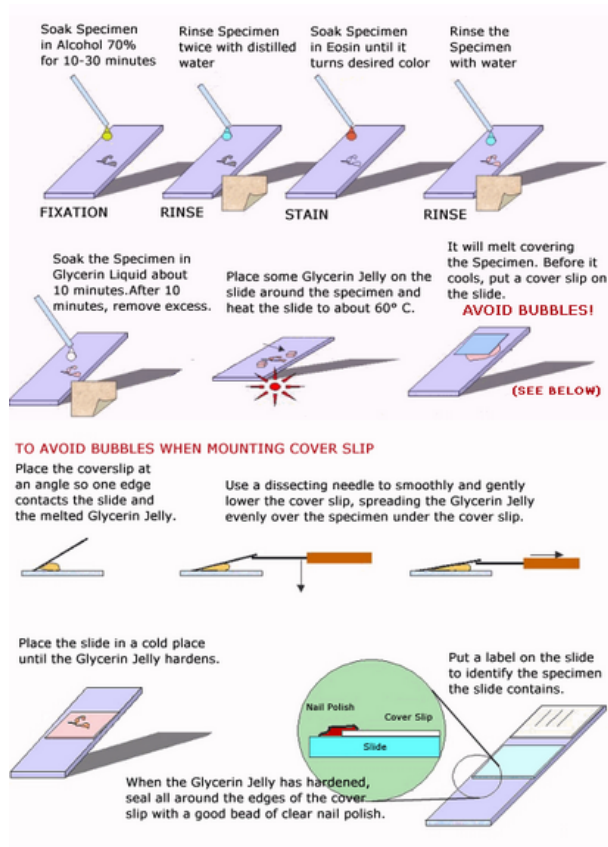 Soak Specimen
in Alcohol 70%
for 10-30 minutes
Rinse Specimen
twice with distilled
water
Soak Specimen
in Eosin until it
turns desired color
Rinse the
Specimen
with water
FIXATION
RINSE
STAIN
RINSE
Soak the Specimen in
Glycerin Liquid about
10 minutes.After 10
minutes, remove excess.
Place some Glycerin Jelly on the
slide around the specimen and
heat the slide to about 60° C.
It will melt covering
the Specimen. Before it
cools, put a cover slip on
the slide.
AVOID BUBBLES!
(SEE BELOW)
TO AVOID BUBBLES WHEN MOUNTING COVER SLIP
Place the coverslip at
an angle so one edge
contacts the slide and
the melted Glycerin Jelly.
Use a dissecting needle to smoothly and gently
lower the cover slip, spreading the Glycerin Jelly
evenly over the specimen under the cover slip.
Place the slide in a cold place
until the Glycerin Jelly hardens.
Nail Polish
Cover Slip
Slide
Put a label on the slide
to identify the specimen
the slide contains.
When the Glycerin Jelly has hardened,
seal all around the edges of the cover
slip with a good bead of clear nail polish.